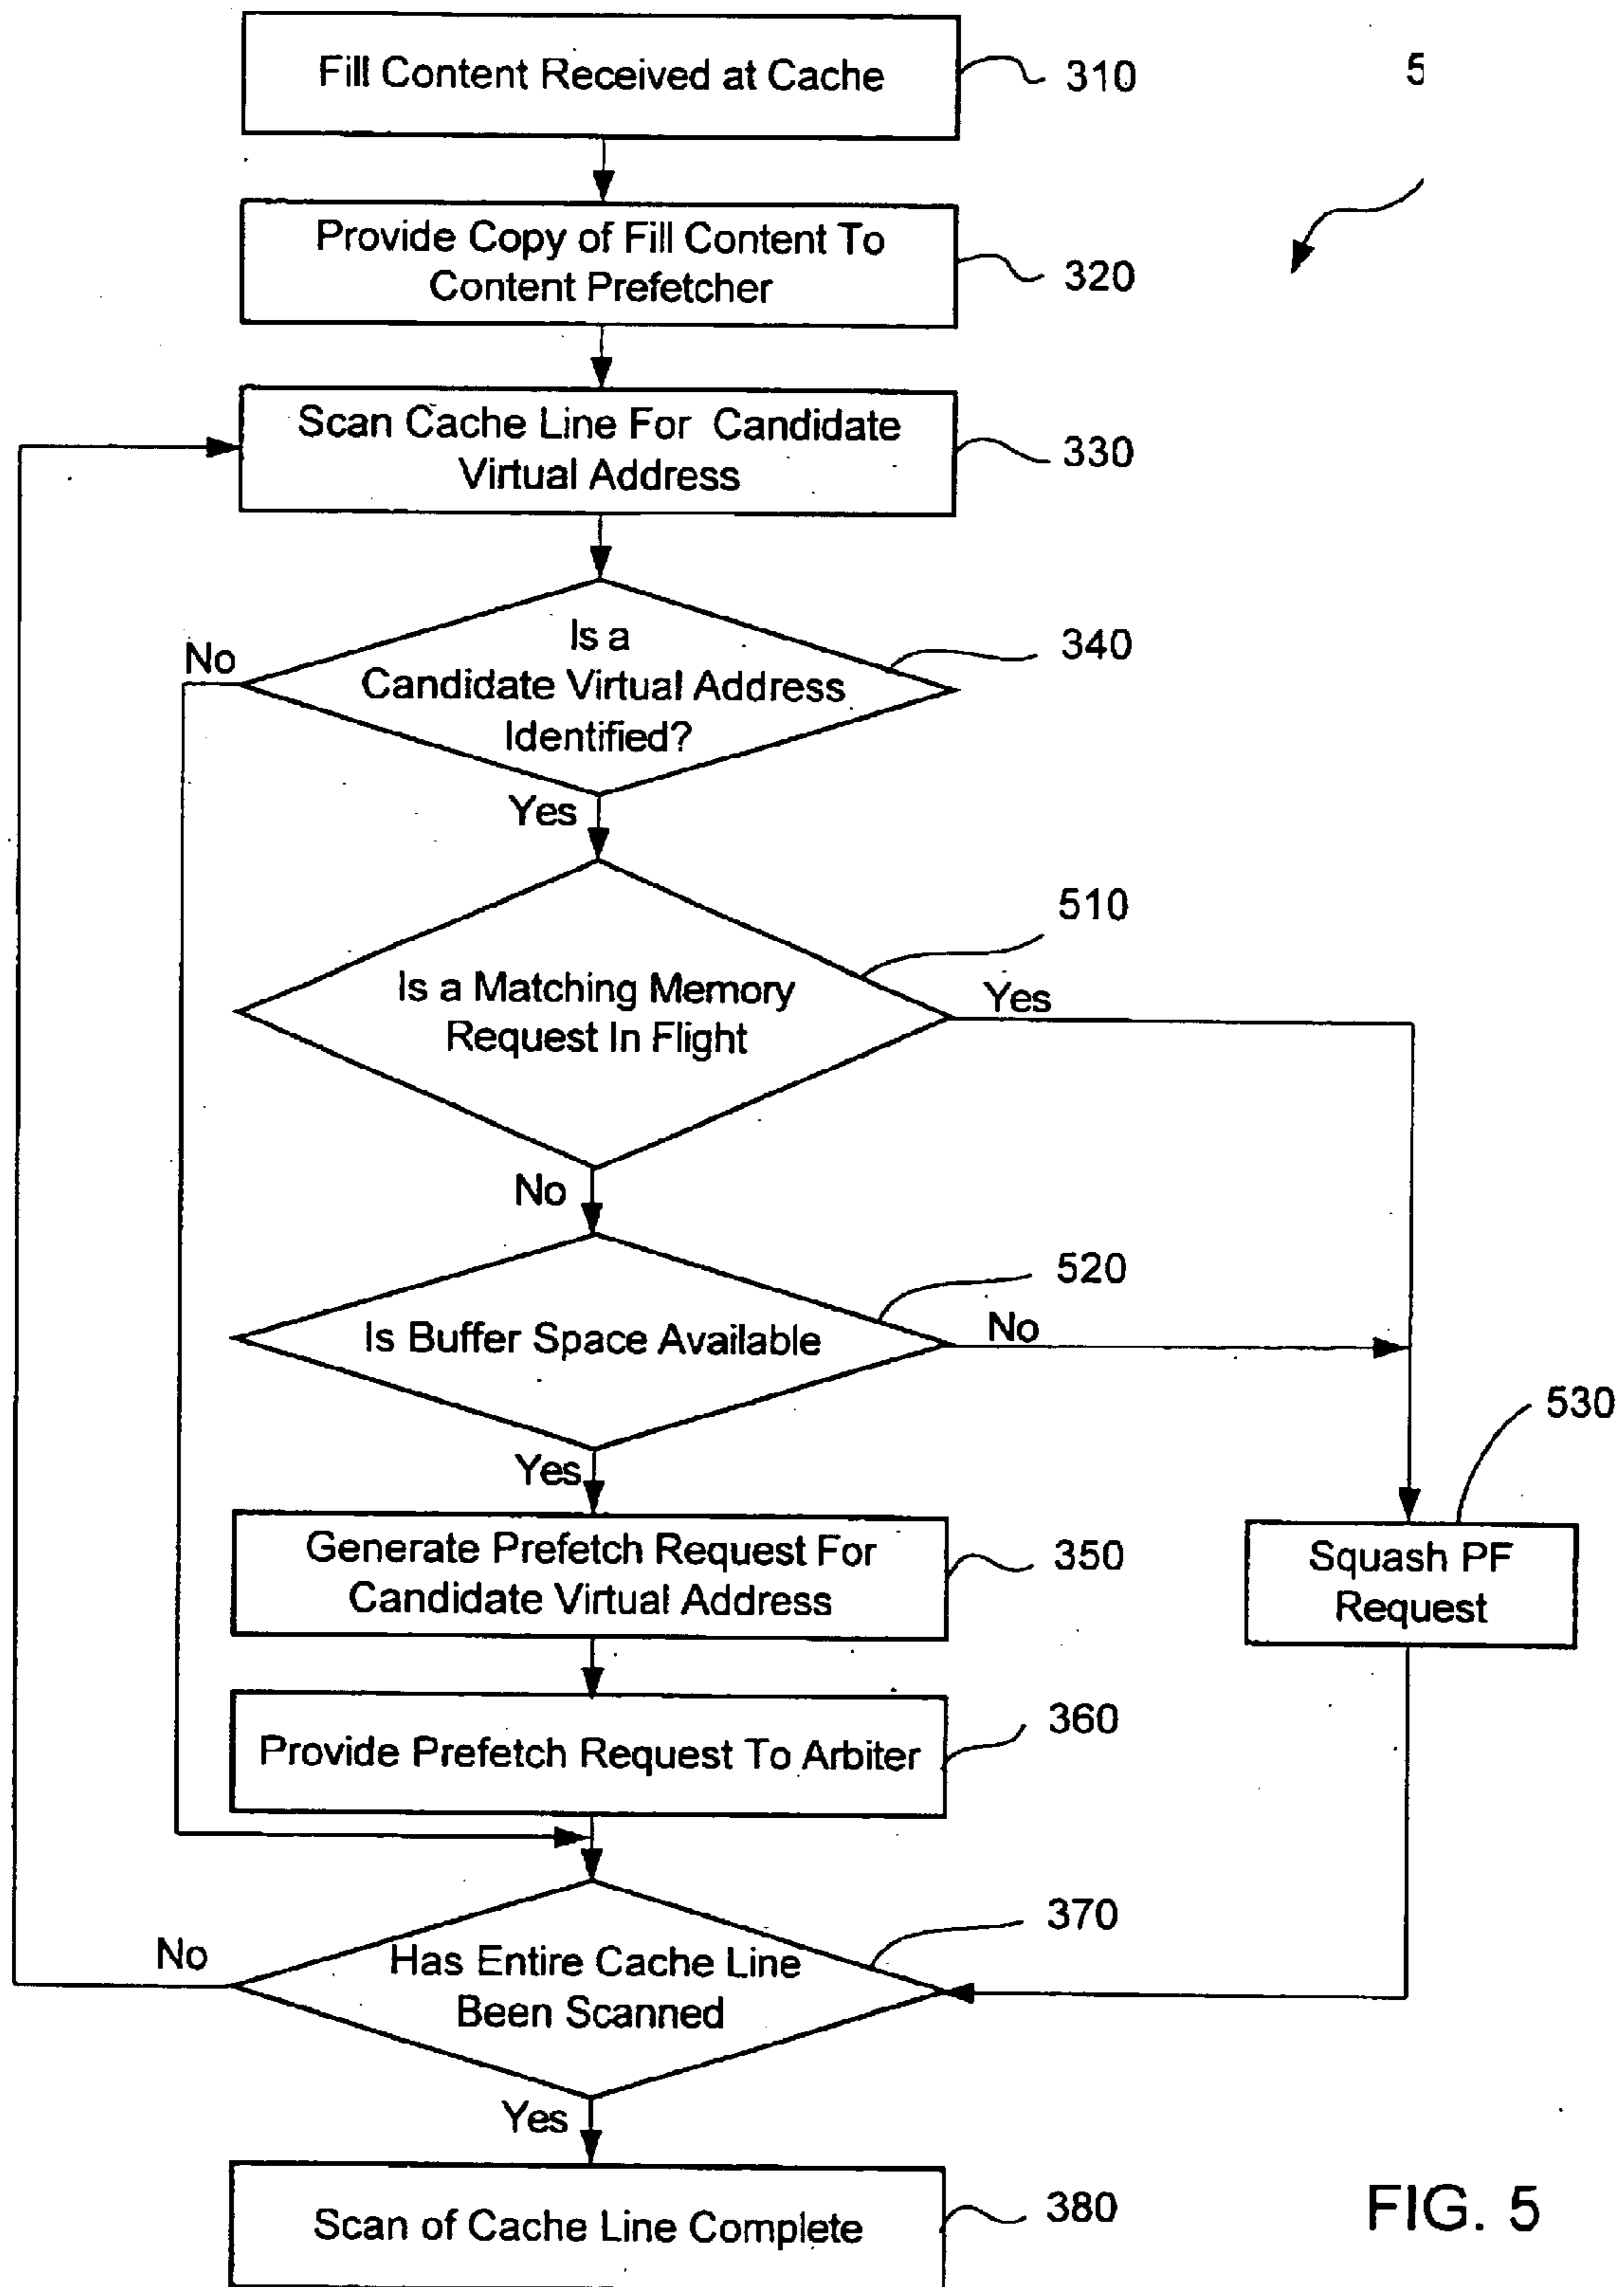 Fill Content Received at Cache
310
5
Provide Copy of Fill Content To
Content Prefetcher
320
Scan Cache Line For Candidate
Virtual Address
330
No
Is a
Candidate Virtual Address
Identified?
340
Yes
510
Is a Matching Memory
Request In Flight
Yes
No
520
Is Buffer Space Available
No
530
Yes
Generate Prefetch Request For
Candidate Virtual Address
350
Squash PF
Request
360
Provide Prefetch Request To Arbiter
370
No
Has Entire Cache Line
Been Scanned
Yes
Scan of Cache Line Complete
380
FIG. 5